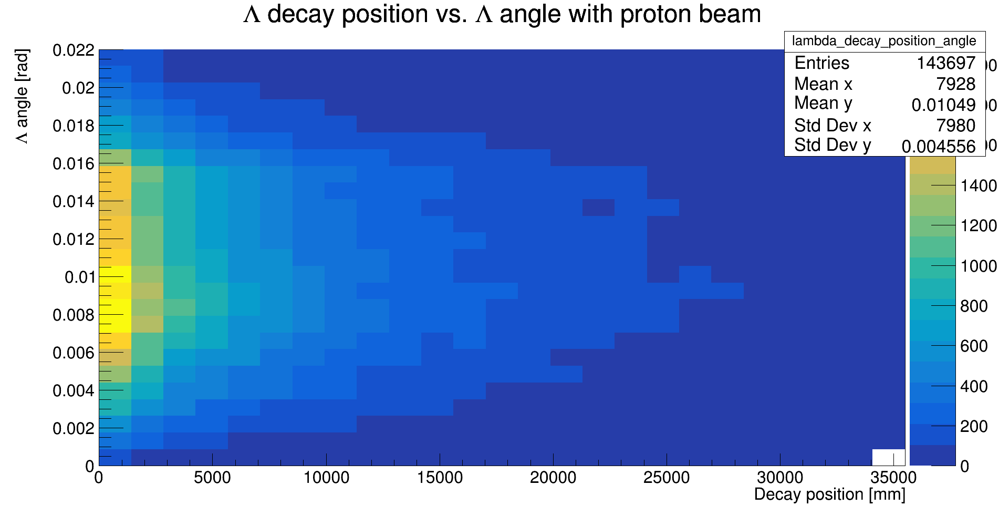 Λ decay position vs. Λ angle with proton beam
lambda_decay_position_angle
Entries 143697
Mean x 7928
Mean y 0.01049
Std Dev x 7980
Std Dev y 0.004556
Λ angle [rad]
0.022
0.02
0.018
0.016
0.014
0.012
0.01
0.008
0.006
0.004
0.002
0
0 5000 10000 15000 20000 25000 30000 35000
Decay position [mm]
1400
1200
1000
800
600
400
200
0